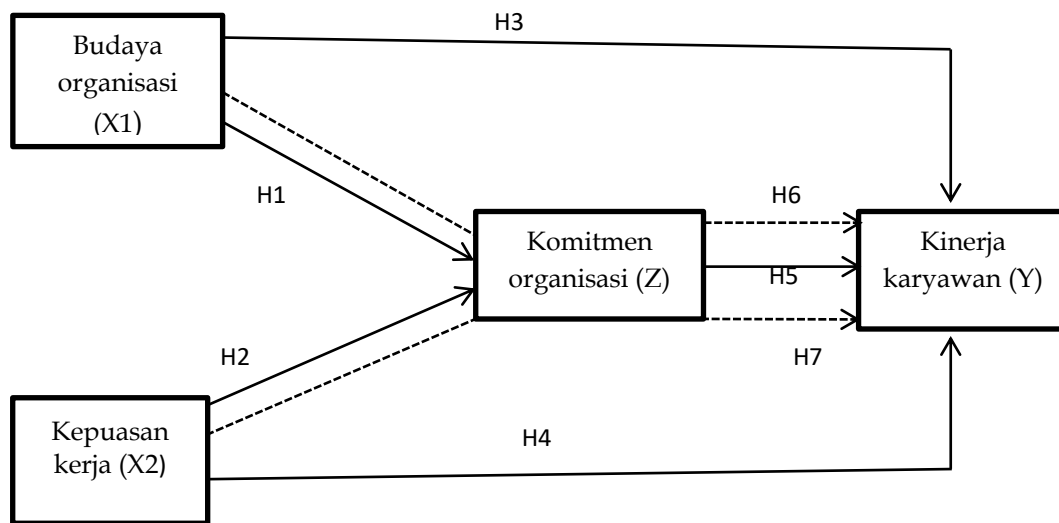 H3
Budaya
organisasi
(X1)
H1
H6
Komitmen
organisasi (Z)
Kinerja
karyawan (Y)
H5
H2
H7
Kepuasan
kerja (X2)
H4